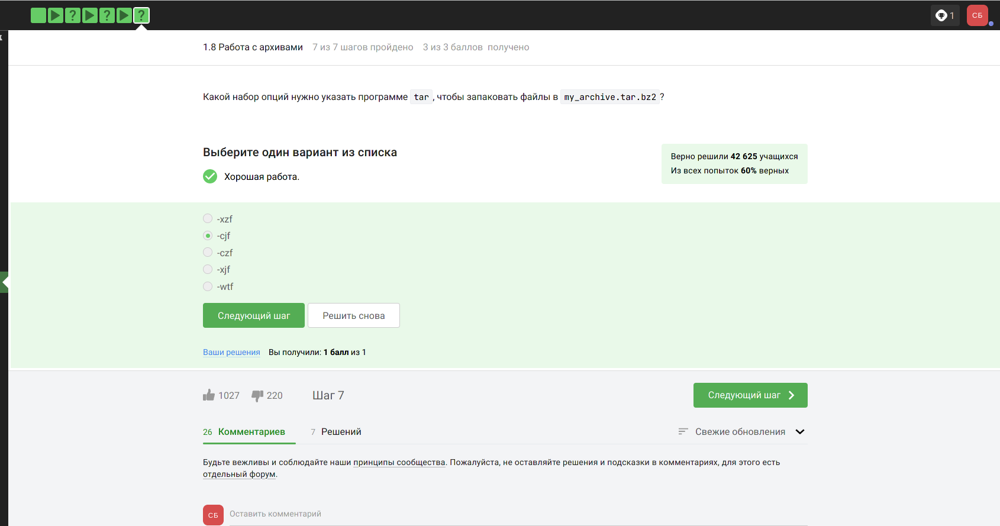 ? ? ?
1
СБ
1.8 Работа с архивами 7 из 7 шагов пройдено 3 из 3 баллов получено
Какой набор опций нужно указать программе tar, чтобы запаковать файлы в my_archive.tar.bz2?
Выберите один вариант из списка
Хорошая работа.
Верно решили 42 625 учащихся
Из всех попыток 60% верных
-xzf
-cjf
-czf
-xjf
-wtf
Следующий шаг Решить снова
Ваши решения Вы получили: 1 балл из 1
1027 220 Шаг 7 Следующий шаг
26 Комментариев 7 Решений Свежие обновления
Будьте вежливы и соблюдайте наши принципы сообщества. Пожалуйста, не оставляйте решения и подсказки в комментариях, для этого есть
отдельный форум.
СБ Оставить комментарий